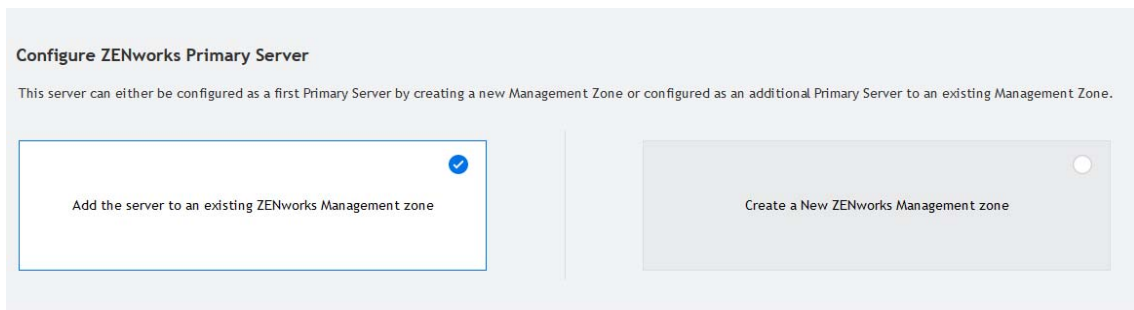 Configure ZENworks Primary Server
This server can either be configured as a first Primary Server by creating a new Management Zone or configured as an additional Primary Server to an existing Management Zone.
Add the server to an existing ZENworks Management zone
Create a New ZENworks Management zone